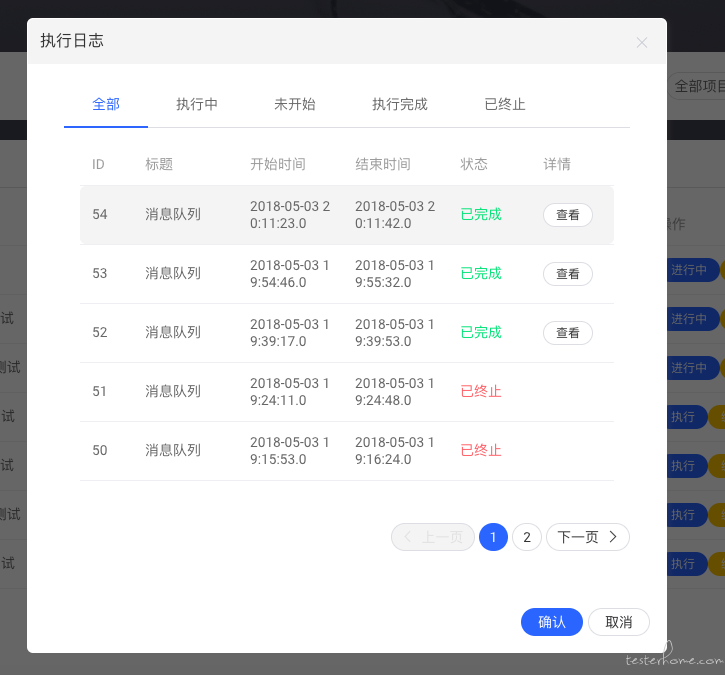 执行日志
全部项目
全部 执行中 未开始 执行完成 已终止
ID 标题 开始时间 结束时间 状态 详情
54 消息队列 2018-05-03 20:11:23.0 2018-05-03 20:11:42.0 已完成 查看
53 消息队列 2018-05-03 19:54:46.0 2018-05-03 19:55:32.0 已完成 查看
进行中
52 消息队列 2018-05-03 19:39:17.0 2018-05-03 19:39:53.0 已完成 查看
试
进行中
测试
进行中
51 消息队列 2018-05-03 19:24:11.0 2018-05-03 19:24:48.0 已终止
试
执行
50 消息队列 2018-05-03 19:15:53.0 2018-05-03 19:16:24.0 已终止
试
执行
测试
执行
上一页 1 2 下一页
试
执行
确认 取消
testerhome.com